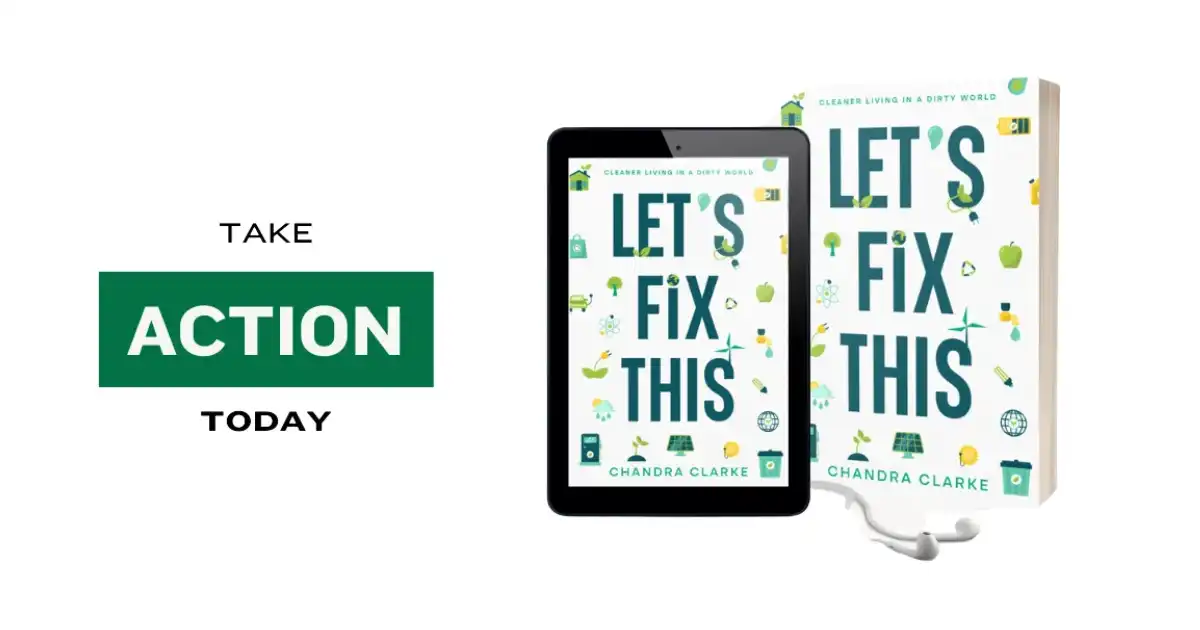 TAKE
ACTION
TODAY
CLEANER LIVING IN A DIRTY WORLD
LET'S
FIX
THIS
CHANDRA CLARKE
CLEANER LIVING IN A DIRTY WORLD
LET'S
FIX
THIS
CHANDRA CLARKE